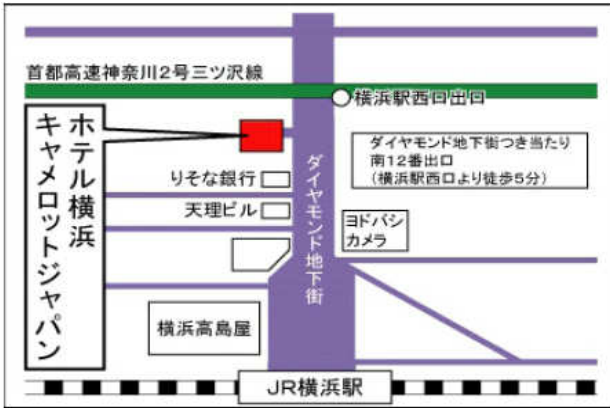 首都高速神奈川２号三ツ沢線
横浜駅西口出口
ホテル横浜
キャメロットジャパン
ダイヤモンド地下街つき当たり
南12番出口
（横浜駅西口より徒歩5分）
りそな銀行
天理ビル
ダイヤモンド地下街
ヨドバシ
カメラ
横浜高島屋
ＪＲ横浜駅